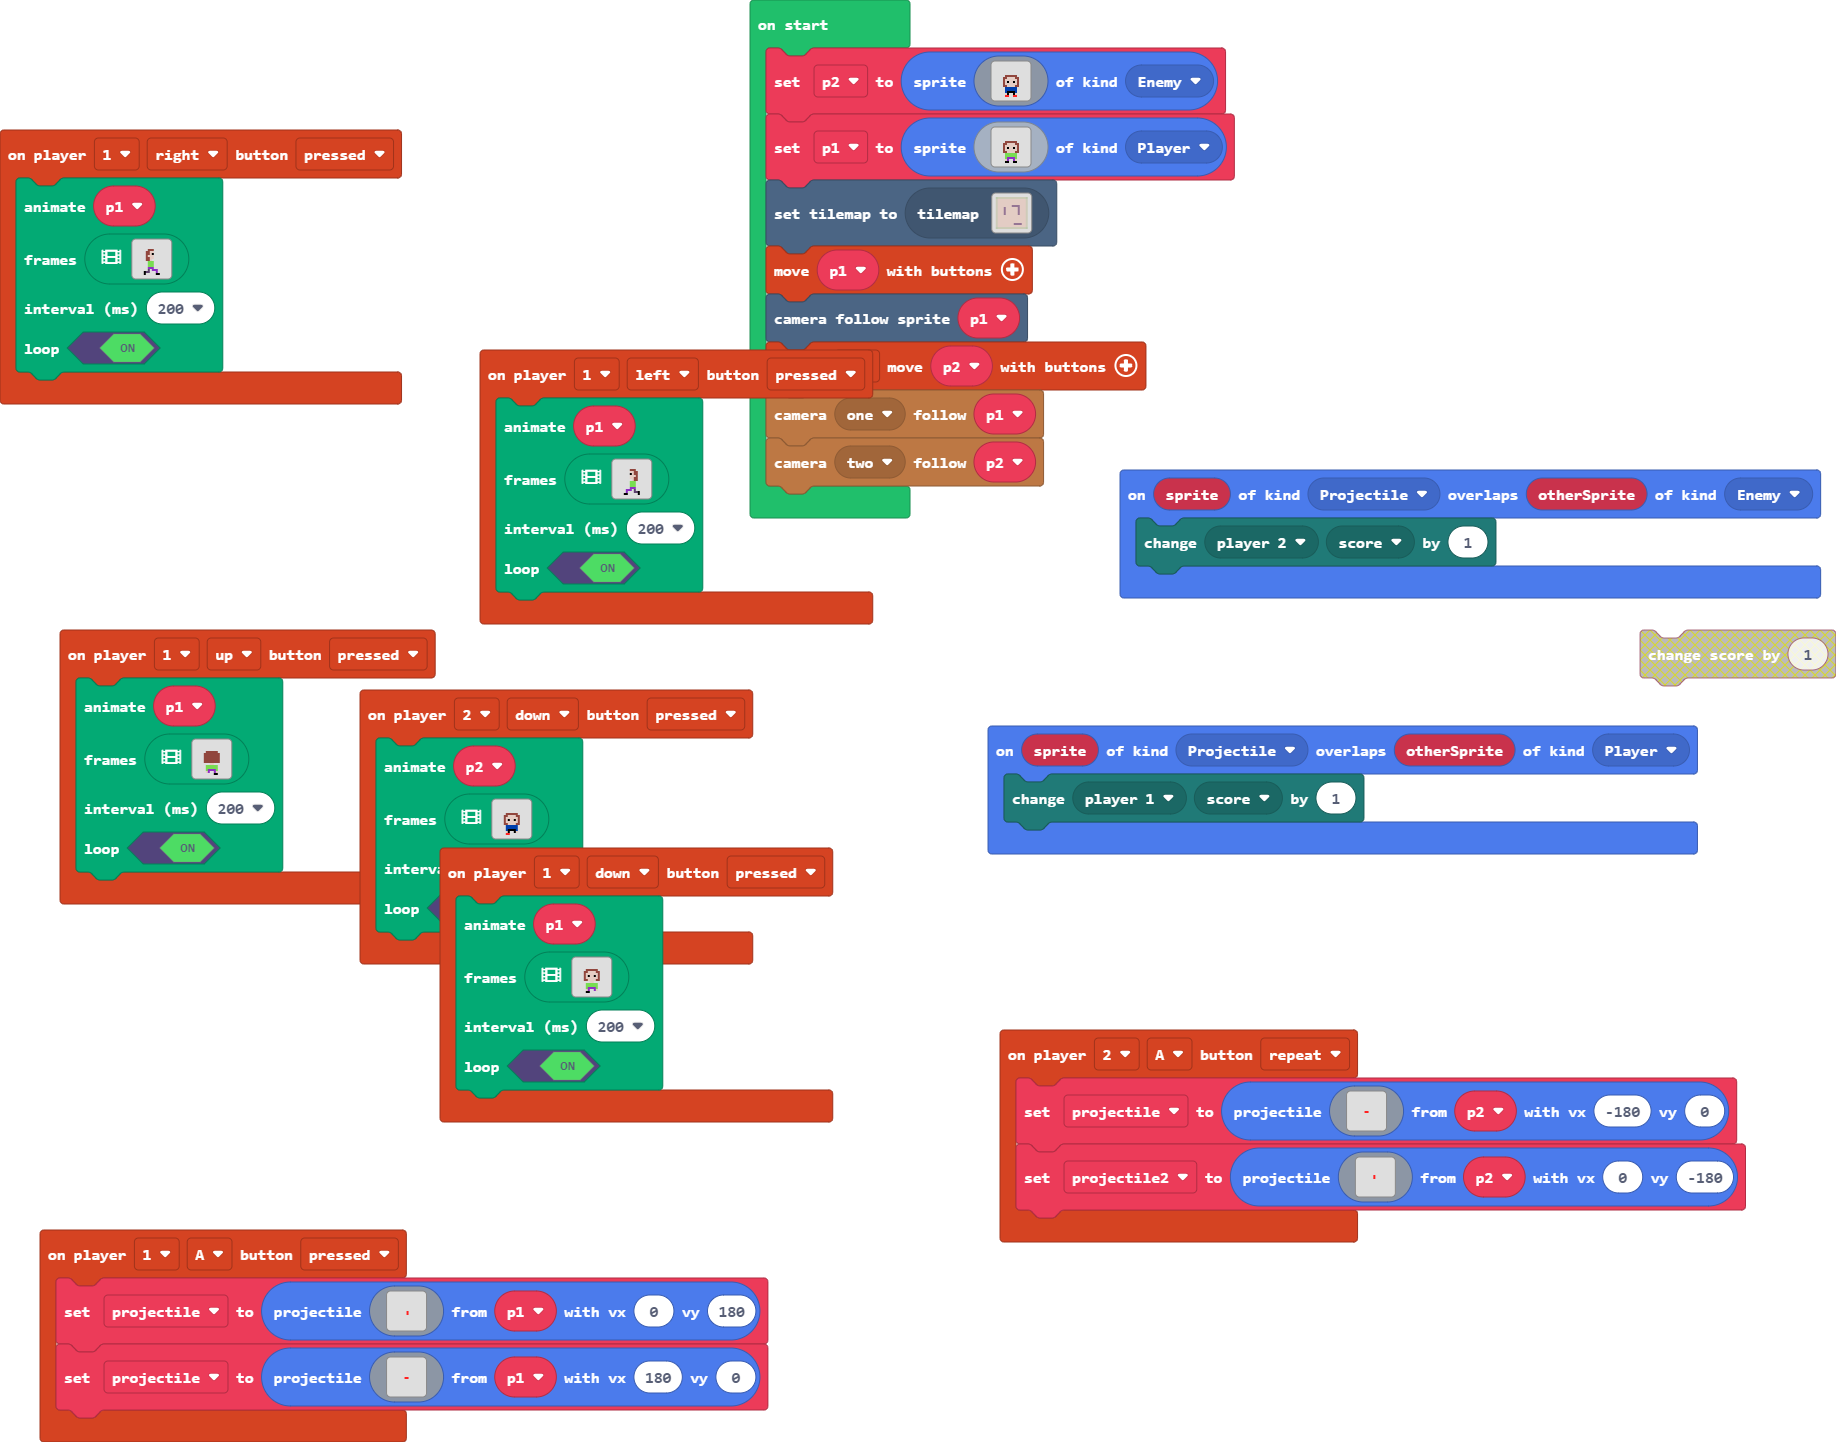 on start
set p2 to sprite of kind Enemy
set p1 to sprite of kind Player
set tilemap to tilemap
move p1 with buttons
camera follow sprite p1
move p2 with buttons
camera one follow p1
camera two follow p2
on player 1 right button pressed
animate p1
frames
interval (ms) 200
loop ON
on player 1 left button pressed
animate p1
frames
interval (ms) 200
loop ON
on sprite of kind Projectile overlaps otherSprite of kind Enemy
change player 2 score by 1
change score by 1
on player 1 up button pressed
animate p1
frames
interval (ms) 200
loop ON
on player 2 down button pressed
animate p2
frames
loop
on player 1 down button pressed
animate p1
frames
interval (ms) 200
loop ON
on sprite of kind Projectile overlaps otherSprite of kind Player
change player 1 score by 1
on player 2 A button repeat
set projectile to projectile from p2 with vx -180 vy 0
set projectile2 to projectile from p2 with vx 0 vy -180
on player 1 A button pressed
set projectile to projectile from p1 with vx 0 vy 180
set projectile to projectile from p1 with vx 180 vy 0